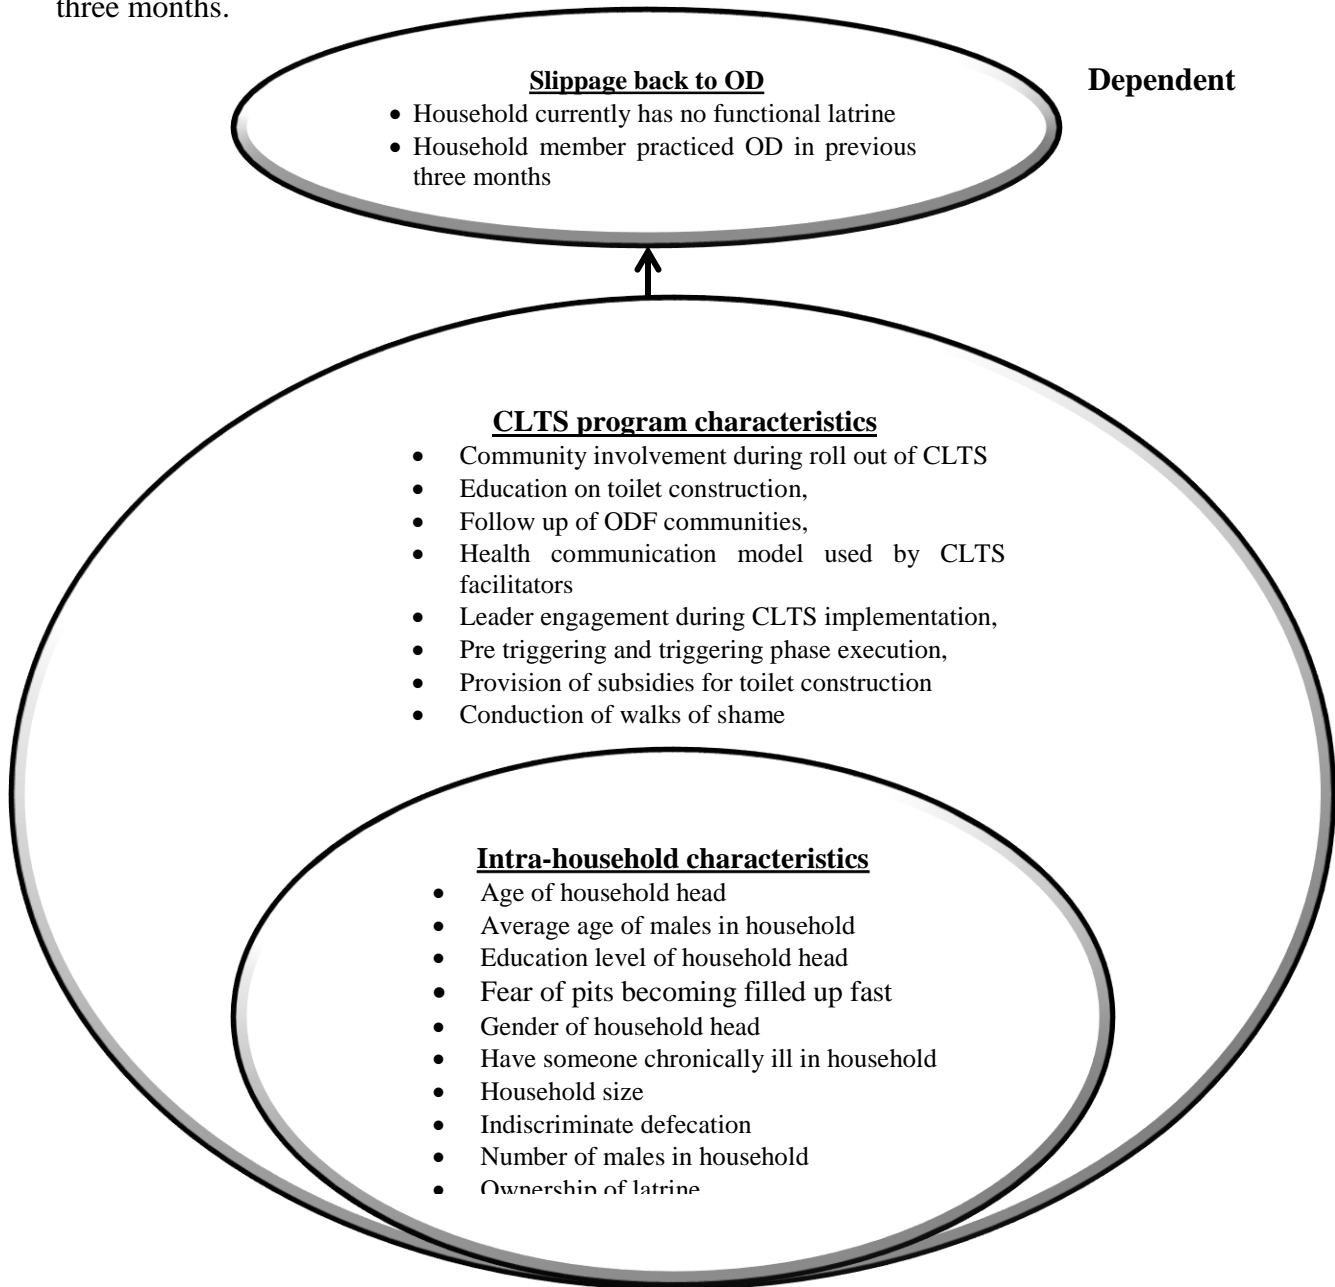 three months.
Slippage back to OD
Dependent
• Household currently has no functional latrine
• Household member practiced OD in previous
three months
CLTS program characteristics
• Community involvement during roll out of CLTS
• Education on toilet construction,
• Follow up of ODF communities,
• Health communication model used by CLTS
facilitators
• Leader engagement during CLTS implementation,
• Pre triggering and triggering phase execution,
• Provision of subsidies for toilet construction
• Conduction of walks of shame
Intra-household characteristics
• Age of household head
• Average age of males in household
• Education level of household head
• Fear of pits becoming filled up fast
• Gender of household head
• Have someone chronically ill in household
• Household size
• Indiscriminate defecation
• Number of males in household
• Ownership of latrine